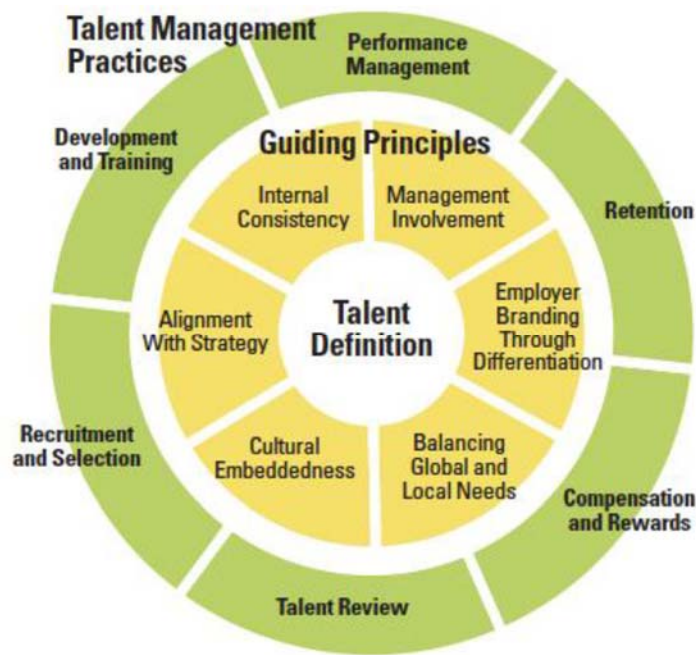 Talent Management
Practices
Performance
Management
Development
and Training
Guiding Principles
Internal
Consistency
Management
Involvement
Retention
Alignment
With Strategy
Talent
Definition
Employer
Branding
Through
Differentiation
Recruitment
and Selection
Cultural
Embeddedness
Balancing
Global and
Local Needs
Compensation
and Rewards
Talent Review